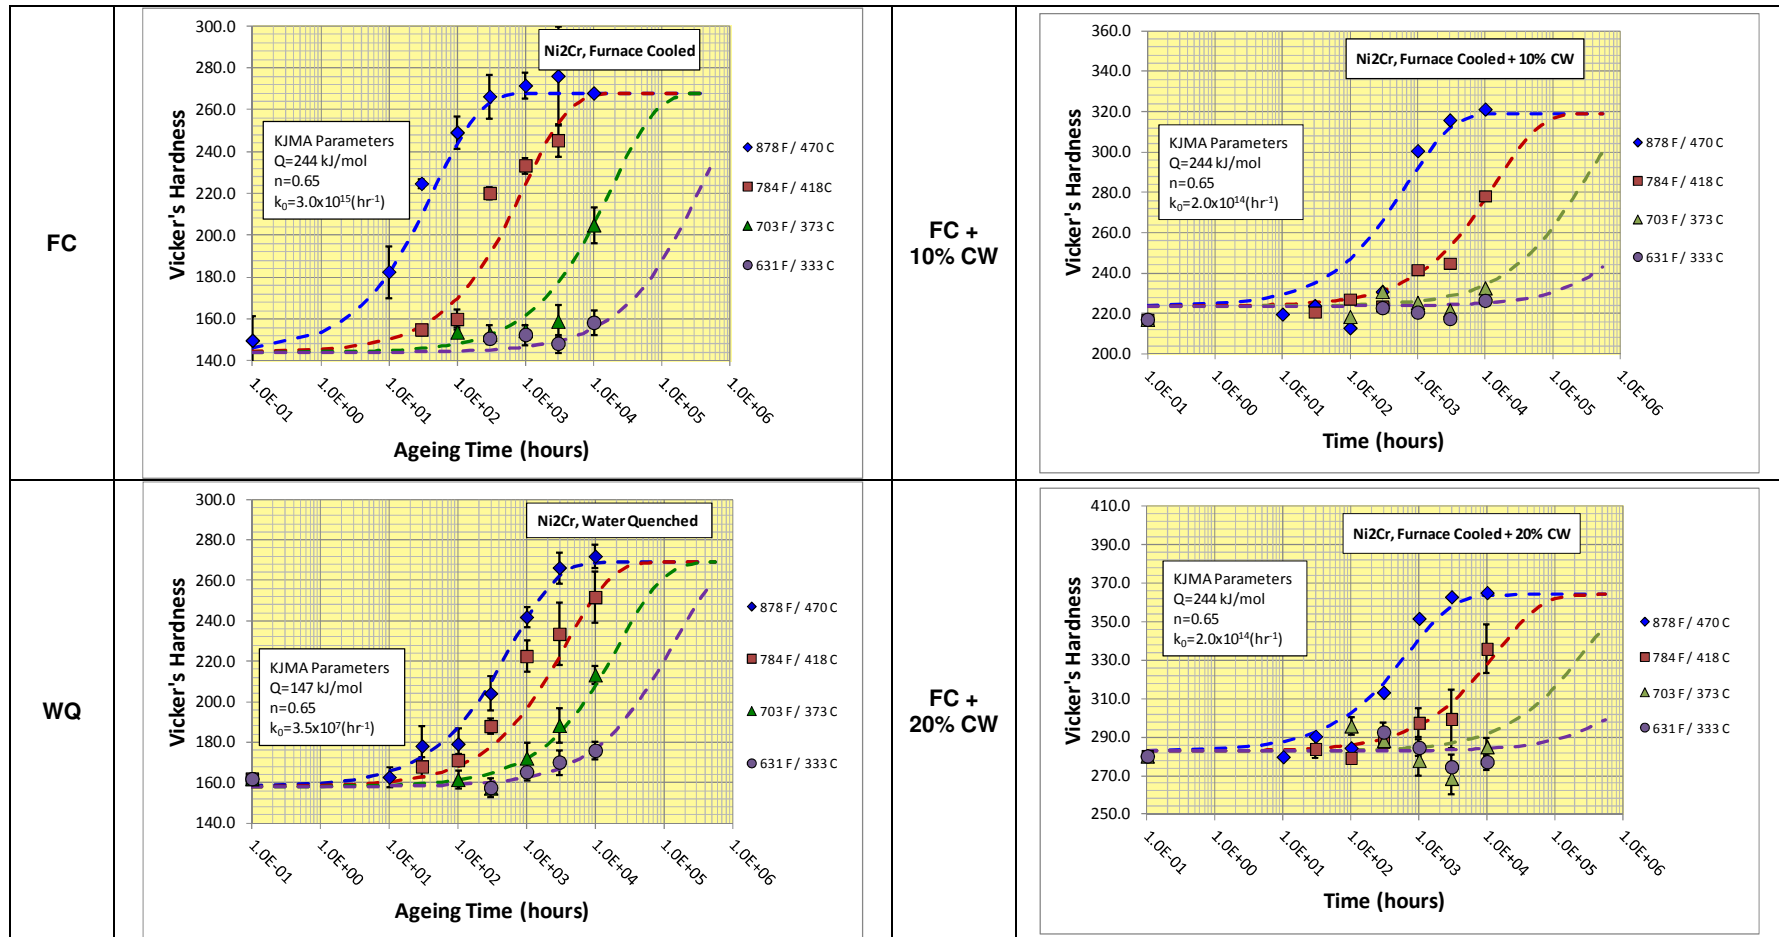 FC
300.0
280.0
260.0
240.0
220.0
200.0
180.0
160.0
140.0
Vicker's Hardness
Ni2Cr, Furnace Cooled
KJMA Parameters
Q=244 kJ/mol
n=0.65
k0=3.0x10^15(hr^-1)
878 F / 470 C
784 F / 418 C
703 F / 373 C
631 F / 333 C
1.0E-01
1.0E+00
1.0E+01
1.0E+02
1.0E+03
1.0E+04
1.0E+05
1.0E+06
Ageing Time (hours)
FC +
10% CW
360.0
340.0
320.0
300.0
280.0
260.0
240.0
220.0
200.0
Vicker's Hardness
Ni2Cr, Furnace Cooled + 10% CW
KJMA Parameters
Q=244 kJ/mol
n=0.65
k0=2.0x10^14(hr^-1)
878 F / 470 C
784 F / 418 C
703 F / 373 C
631 F / 333 C
1.0E-01
1.0E+00
1.0E+01
1.0E+02
1.0E+03
1.0E+04
1.0E+05
1.0E+06
Time (hours)
WQ
300.0
280.0
260.0
240.0
220.0
200.0
180.0
160.0
140.0
Vicker's Hardness
Ni2Cr, Water Quenched
KJMA Parameters
Q=147 kJ/mol
n=0.65
k0=3.5x10^7(hr^-1)
878 F / 470 C
784 F / 418 C
703 F / 373 C
631 F / 333 C
1.0E-01
1.0E+00
1.0E+01
1.0E+02
1.0E+03
1.0E+04
1.0E+05
1.0E+06
Ageing Time (hours)
FC +
20% CW
410.0
390.0
370.0
350.0
330.0
310.0
290.0
270.0
250.0
Vicker's Hardness
Ni2Cr, Furnace Cooled + 20% CW
KJMA Parameters
Q=244 kJ/mol
n=0.65
k0=2.0x10^14(hr^-1)
878 F / 470 C
784 F / 418 C
703 F / 373 C
631 F / 333 C
1.0E-01
1.0E+00
1.0E+01
1.0E+02
1.0E+03
1.0E+04
1.0E+05
1.0E+06
Time (hours)